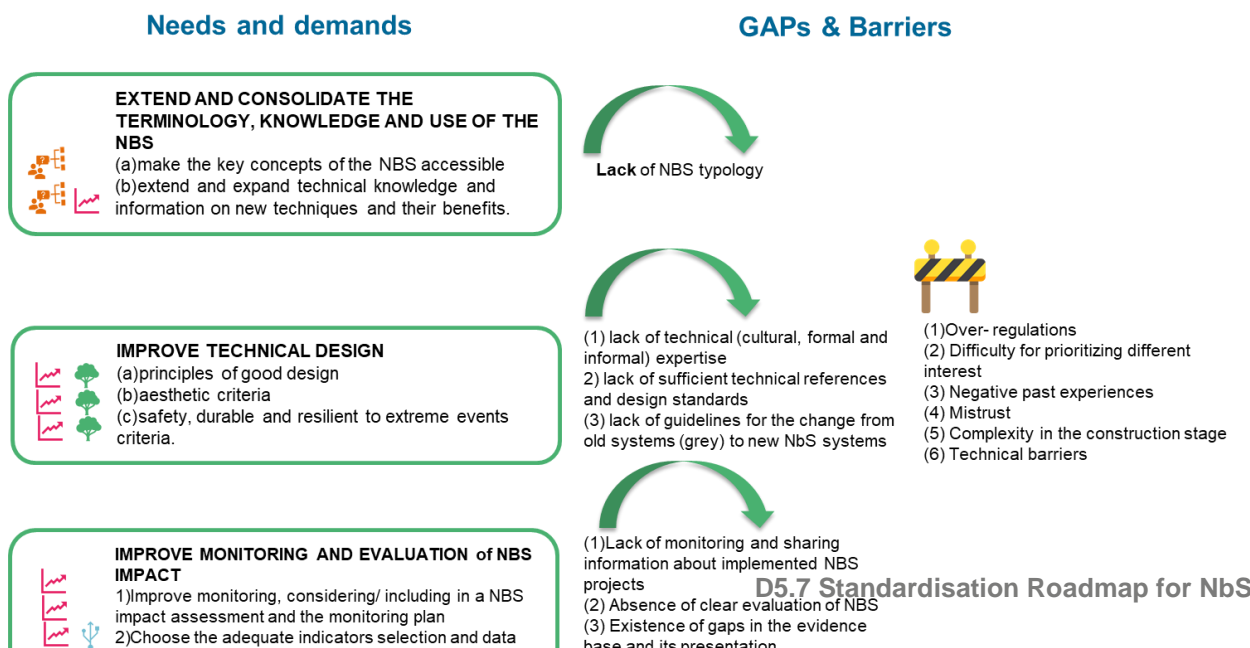 Needs and demands
GAPs & Barriers
EXTEND AND CONSOLIDATE THE
TERMINOLOGY, KNOWLEDGE AND USE OF THE
NBS
(a)make the key concepts of the NBS accessible
(b)extend and expand technical knowledge and
information on new techniques and their benefits.
Lack of NBS typology
IMPROVE TECHNICAL DESIGN
(a)principles of good design
(b)aesthetic criteria
(c)safety, durable and resilient to extreme events
criteria.
(1) lack of technical (cultural, formal and
informal) expertise
2) lack of sufficient technical references
and design standards
(3) lack of guidelines for the change from
old systems (grey) to new NbS systems
(1)Over- regulations
(2) Difficulty for prioritizing different
interest
(3) Negative past experiences
(4) Mistrust
(5) Complexity in the construction stage
(6) Technical barriers
IMPROVE MONITORING AND EVALUATION of NBS
IMPACT
1)Improve monitoring, considering/ including in a NBS
impact assessment and the monitoring plan
2)Choose the adequate indicators selection and data
(1)Lack of monitoring and sharing
information about implemented NBS
projects
(2) Absence of clear evaluation of NBS
(3) Existence of gaps in the evidence
base and its presentation
D5.7 Standardisation Roadmap for NbS